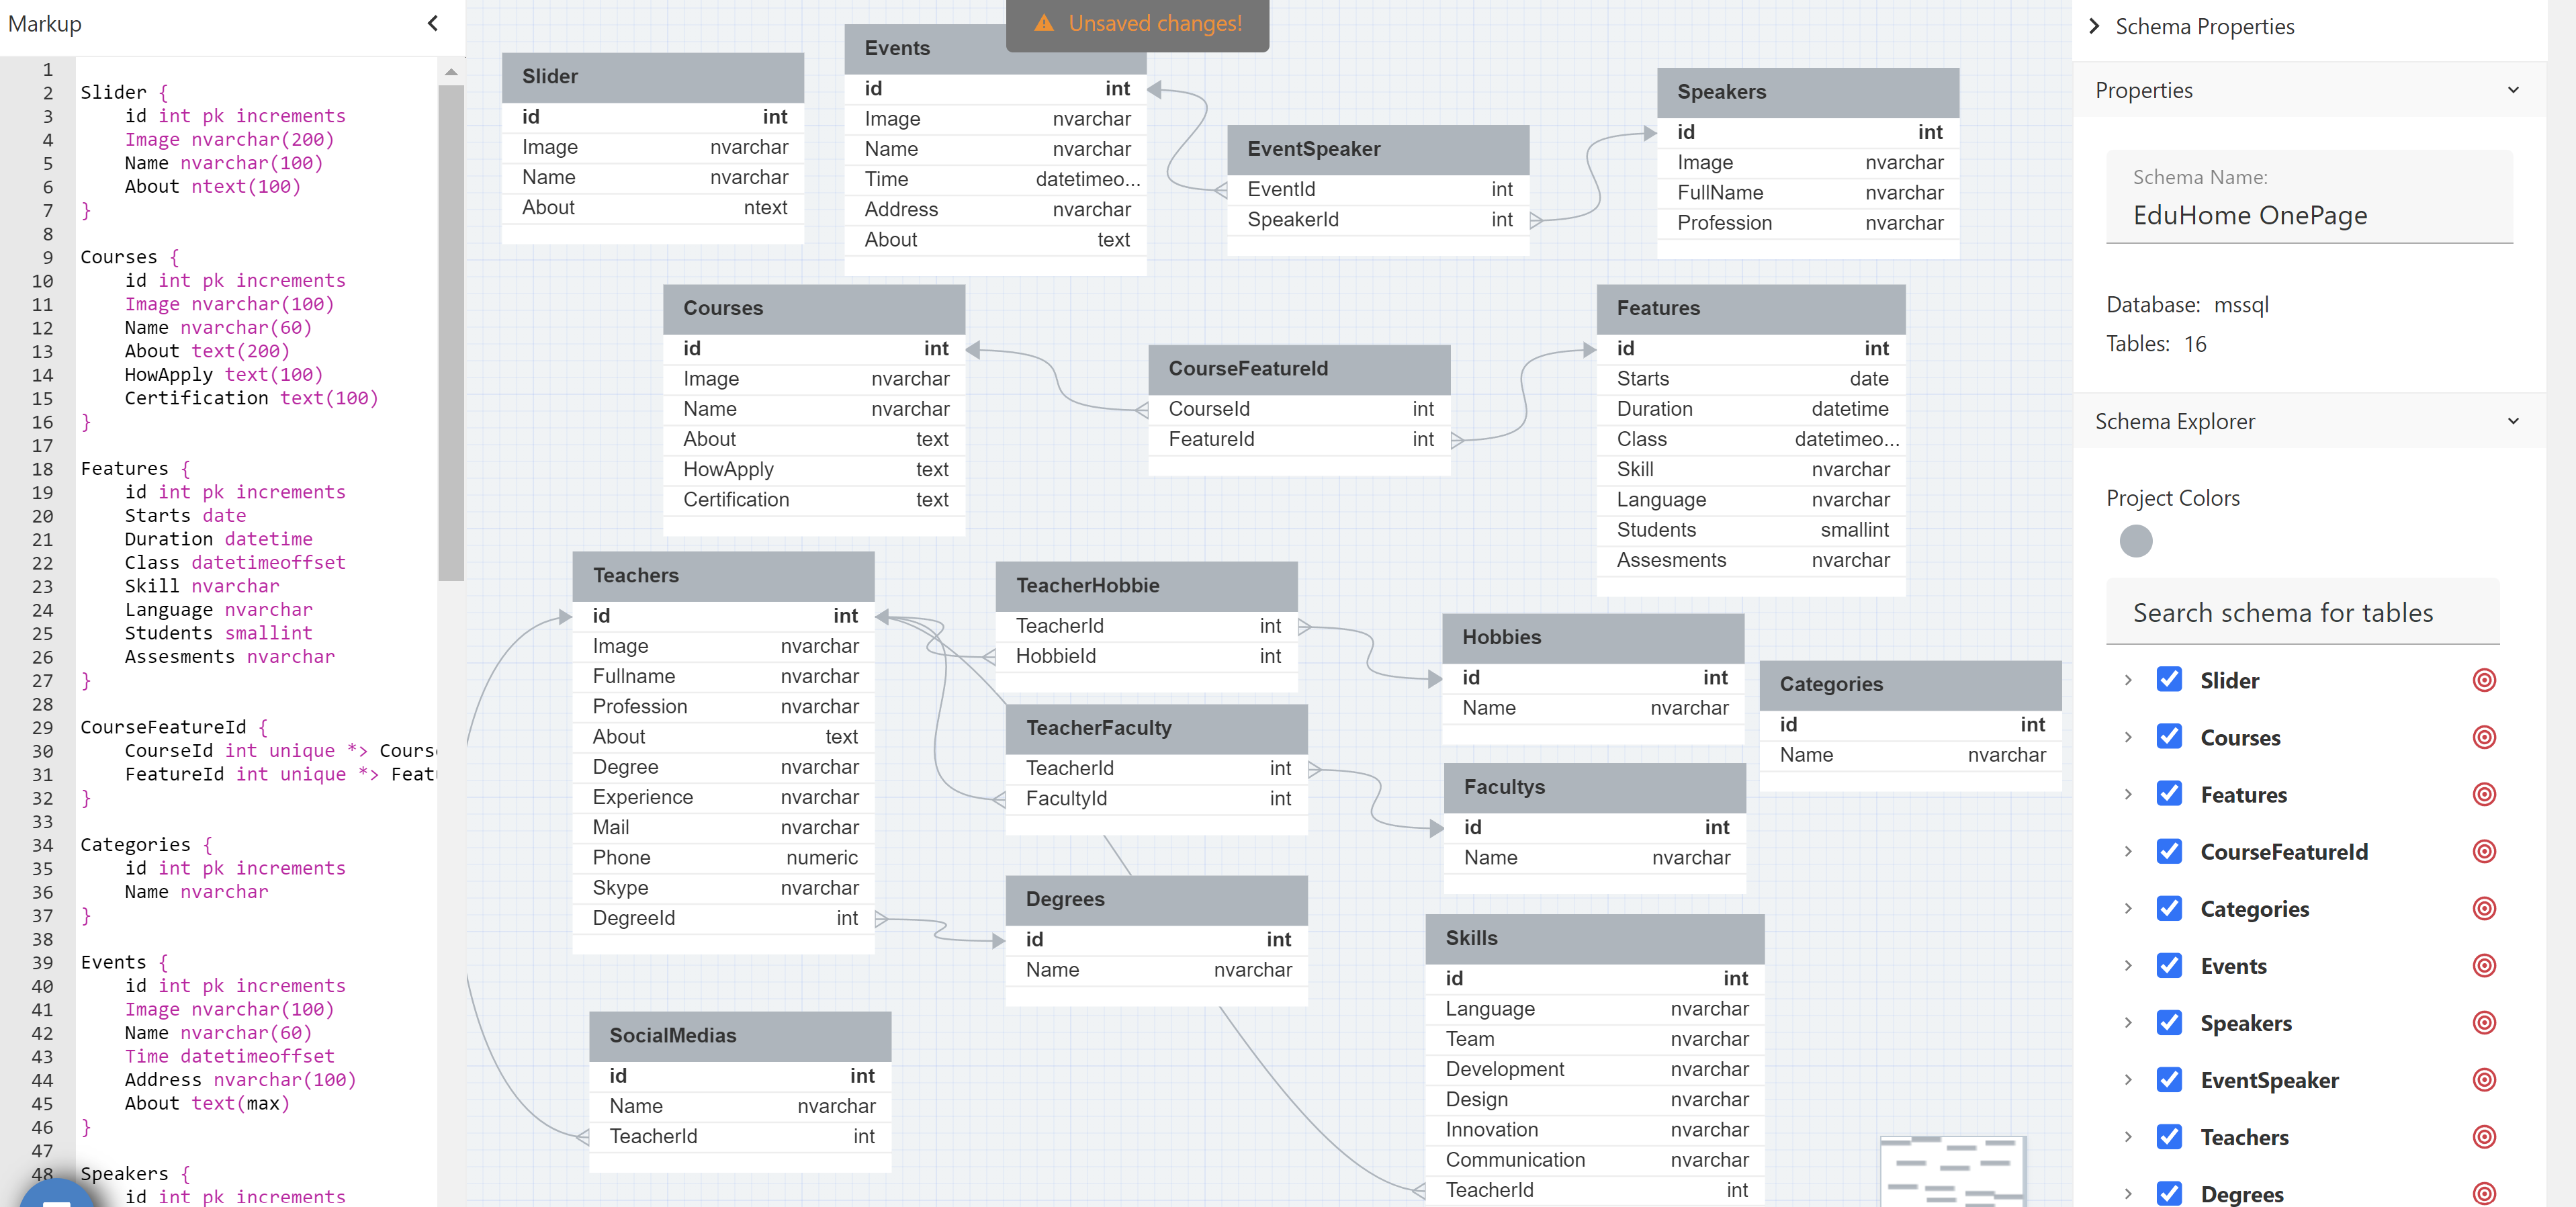 Markup
1
2 Slider {
3 id int pk increments
4 Image nvarchar(200)
5 Name nvarchar(100)
6 About ntext(100)
7 }
8
9 Courses {
10 id int pk increments
11 Image nvarchar(100)
12 Name nvarchar(60)
13 About text(200)
14 HowApply text(100)
15 Certification text(100)
16 }
17
18 Features {
19 id int pk increments
20 Starts date
21 Duration datetime
22 Class datetimeoffset
23 Skill nvarchar
24 Language nvarchar
25 Students smallint
26 Assesments nvarchar
27 }
28
29 CourseFeatureId {
30 CourseId int unique *> Cours
31 FeatureId int unique *> Feat
32 }
33
34 Categories {
35 id int pk increments
36 Name nvarchar
37 }
38
39 Events {
40 id int pk increments
41 Image nvarchar(100)
42 Name nvarchar(60)
43 Time datetimeoffset
44 Address nvarchar(100)
45 About text(max)
46 }
47
48 Speakers {
id int pk increments
Unsaved changes!
Slider
id int
Image nvarchar
Name nvarchar
About ntext
Events
id int
Image nvarchar
Name nvarchar
Time datetimeo...
Address nvarchar
About text
EventSpeaker
EventId int
SpeakerId int
Speakers
id int
Image nvarchar
FullName nvarchar
Profession nvarchar
Courses
id int
Image nvarchar
Name nvarchar
About text
HowApply text
Certification text
CourseFeatureId
CourseId int
FeatureId int
Features
id int
Starts date
Duration datetime
Class datetimeo...
Skill nvarchar
Language nvarchar
Students smallint
Assesments nvarchar
Teachers
id int
Image nvarchar
Fullname nvarchar
Profession nvarchar
About text
Degree nvarchar
Experience nvarchar
Mail nvarchar
Phone numeric
Skype nvarchar
DegreeId int
TeacherHobbie
TeacherId int
HobbieId int
TeacherFaculty
TeacherId int
FacultyId int
Hobbies
id int
Name nvarchar
Categories
id int
Name nvarchar
Facultys
id int
Name nvarchar
Degrees
id int
Name nvarchar
SocialMedias
id int
Name nvarchar
TeacherId int
Skills
id int
Language nvarchar
Team nvarchar
Development nvarchar
Design nvarchar
Innovation nvarchar
Communication nvarchar
TeacherId int
Schema Properties
Properties
Schema Name:
EduHome OnePage
Database: mssql
Tables: 16
Schema Explorer
Project Colors
Search schema for tables
Slider
Courses
Features
CourseFeatureId
Categories
Events
Speakers
EventSpeaker
Teachers
Degrees